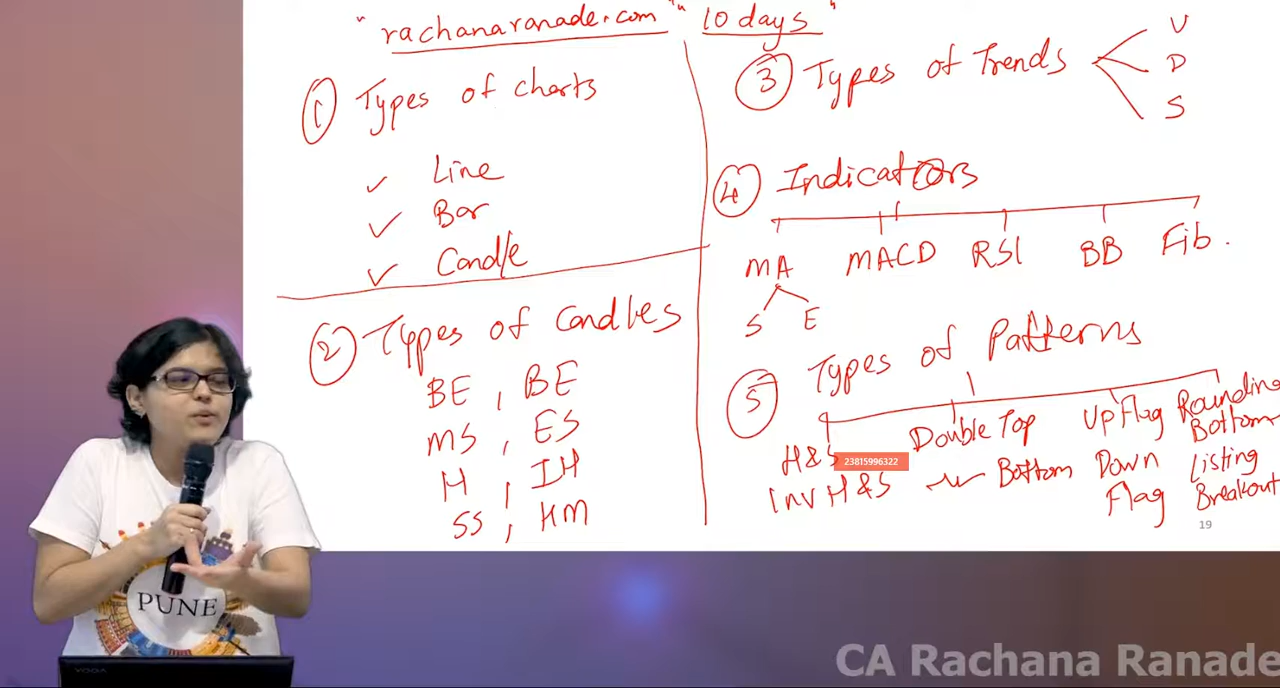 "rachanaranade.com" "10 days"
1 Types of charts
Line
Bar
Candle
2 Types of Candles
BE, BE
MS, ES
H, IH
SS, HM
3 Types of Trends
U
D
S
4 Indicators
MA MACD RSI BB Fib.
S E
5 Types of Patterns
H&S
Inv H&S
Double Top
Bottom
Up Flag
Down
Flag
Rounding
Bottom
Listing
Breakout
23815996322
19
PUNE
YOGA
CA Rachana Ranade